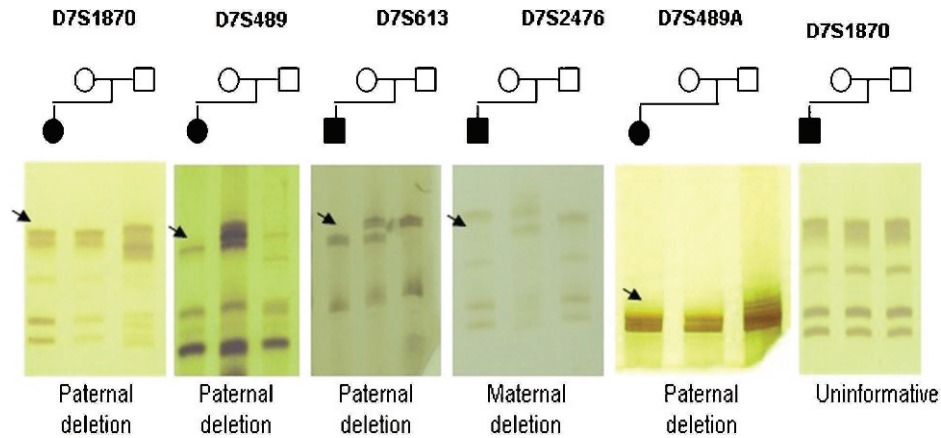 D7S1870 D7S489 D7S613 D7S2476 D7S489A D7S1870
Paternal deletion
Paternal deletion
Paternal deletion
Maternal deletion
Paternal deletion
Uninformative